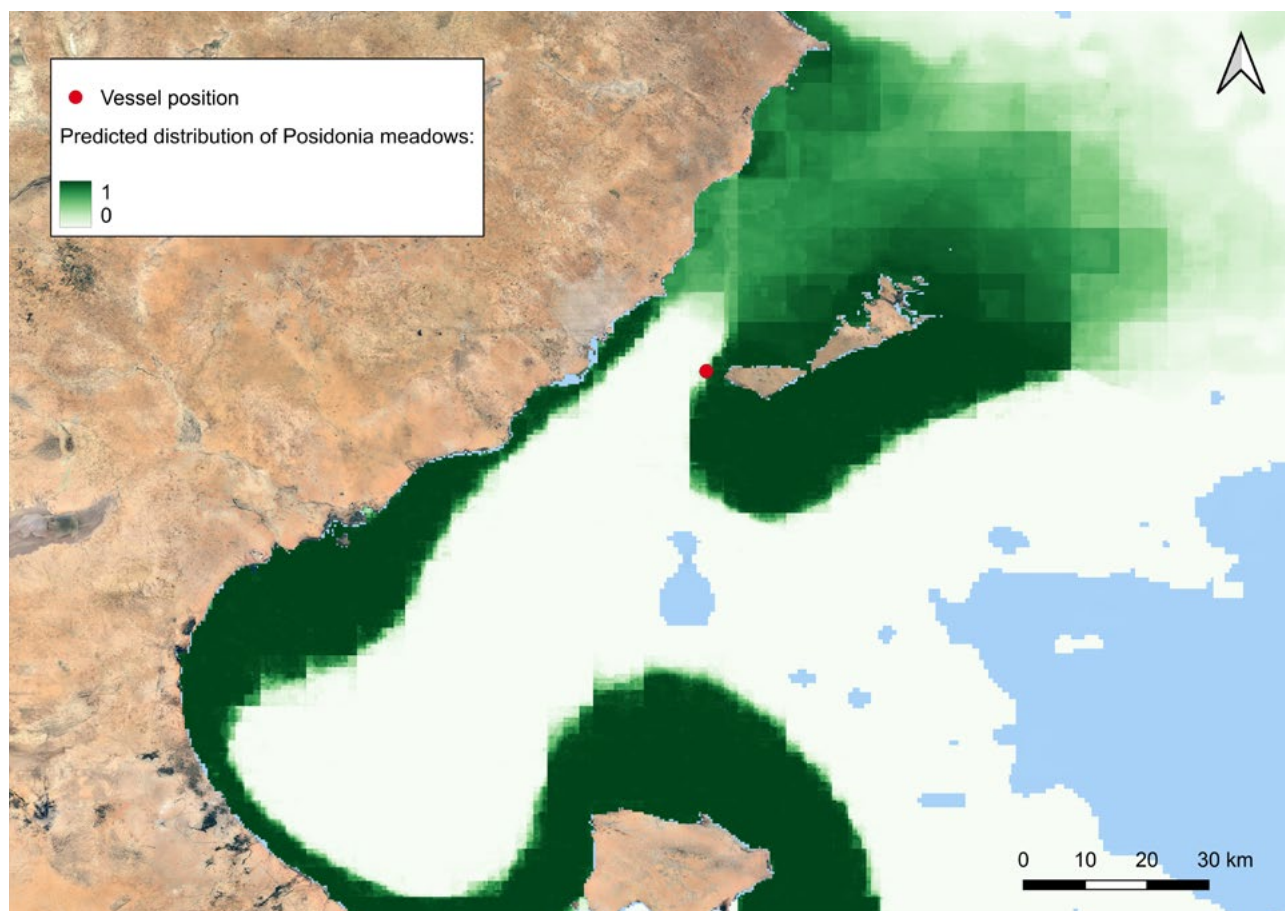 Vessel position
Predicted distribution of Posidonia meadows:
1
0
0 10 20 30 km